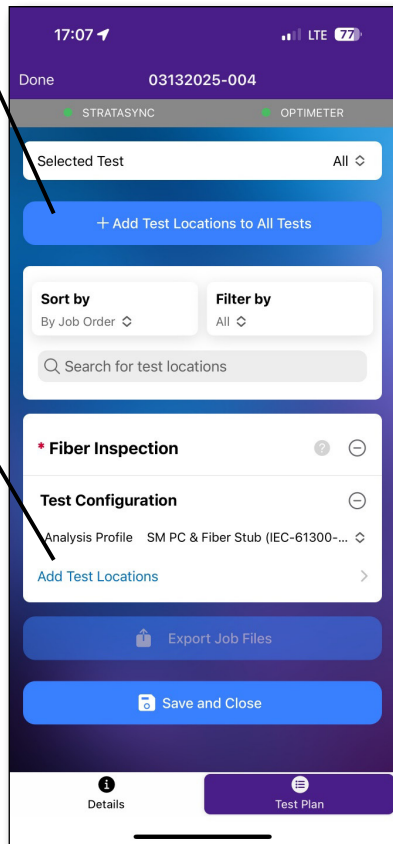 17:07
LTE 77
Done 03132025-004
STRATASYNC OPTIMETER
Selected Test All
+ Add Test Locations to All Tests
Sort by Filter by
By Job Order All
Search for test locations
* Fiber Inspection ?
Test Configuration
Analysis Profile SM PC & Fiber Stub (IEC-61300-...
Add Test Locations
Export Job Files
Save and Close
Details Test Plan